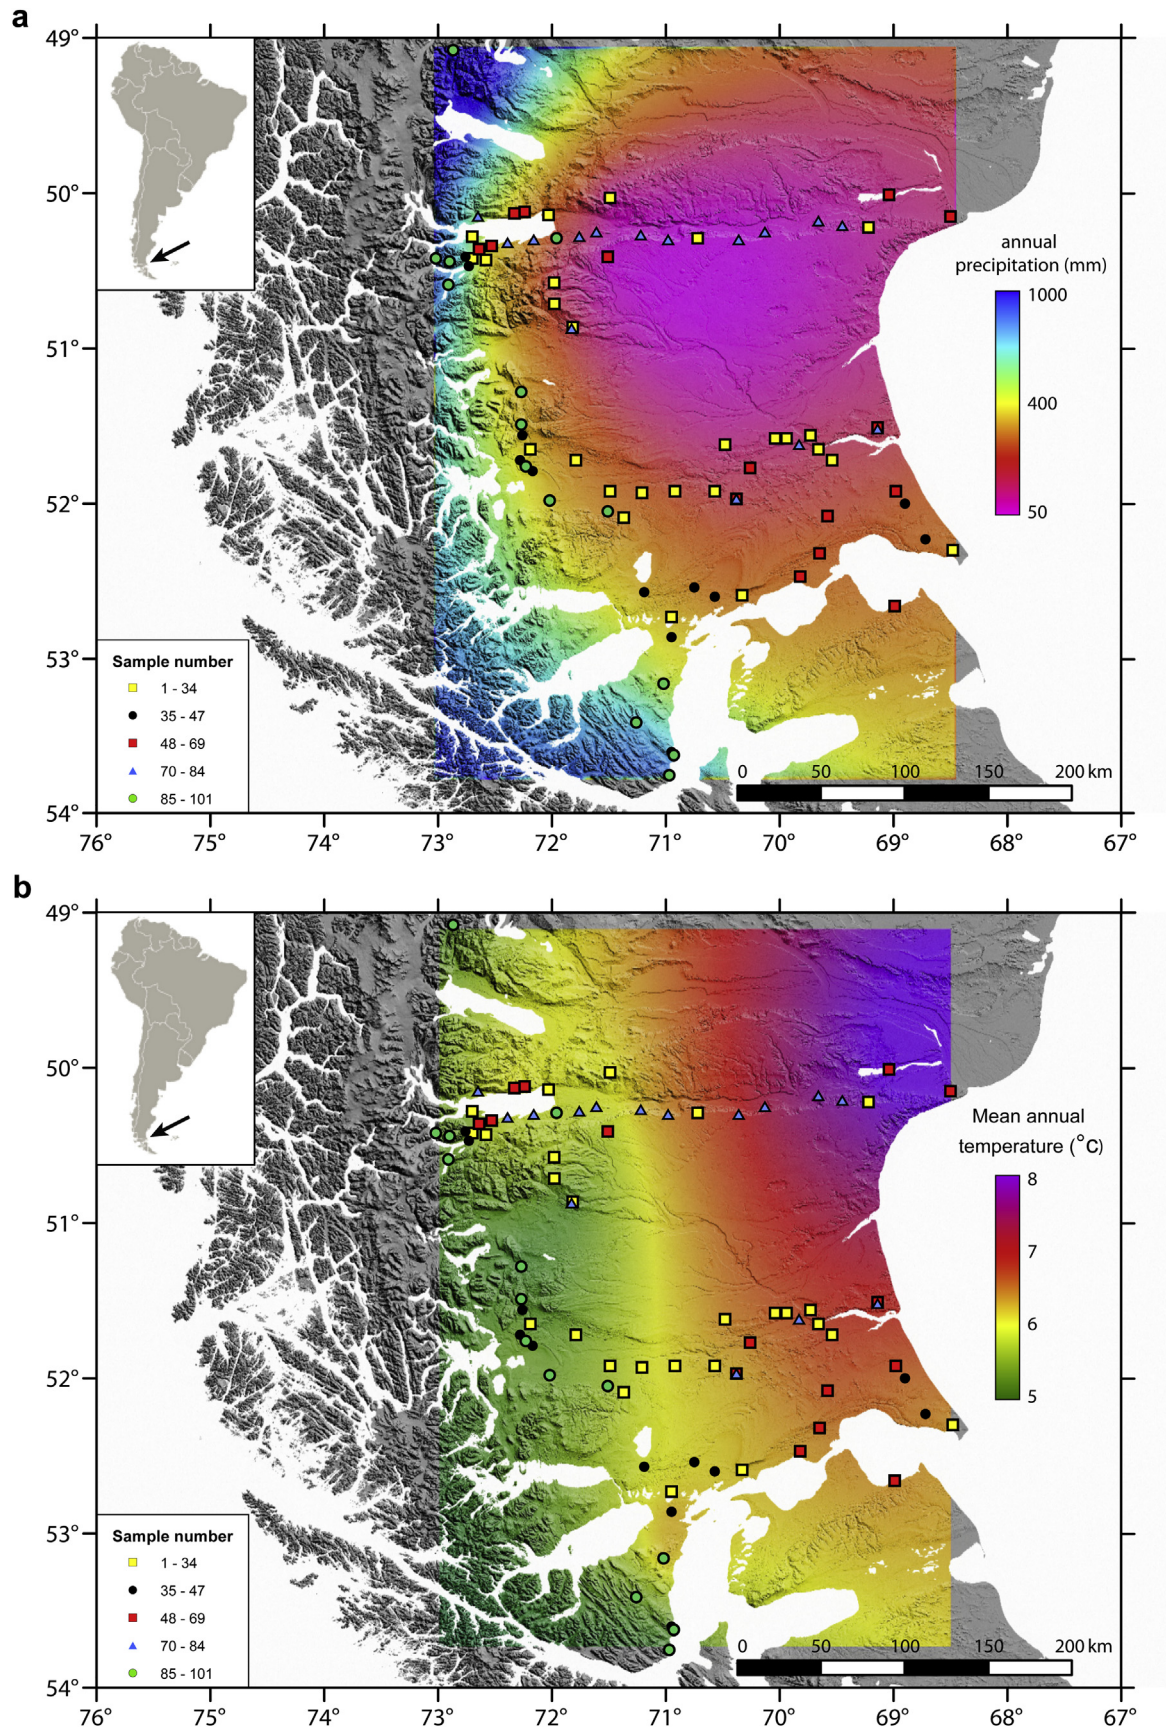 a
49°
50°
51°
52°
53°
54°
annual
precipitation (mm)
1000
400
50
Sample number
1 - 34
35 - 47
48 - 69
70 - 84
85 - 101
0 50 100 150 200 km
76° 75° 74° 73° 72° 71° 70° 69° 68° 67°
b
49°
50°
51°
52°
53°
54°
Mean annual
temperature (°C)
8
7
6
5
Sample number
1 - 34
35 - 47
48 - 69
70 - 84
85 - 101
0 50 100 150 200 km
76° 75° 74° 73° 72° 71° 70° 69° 68° 67°